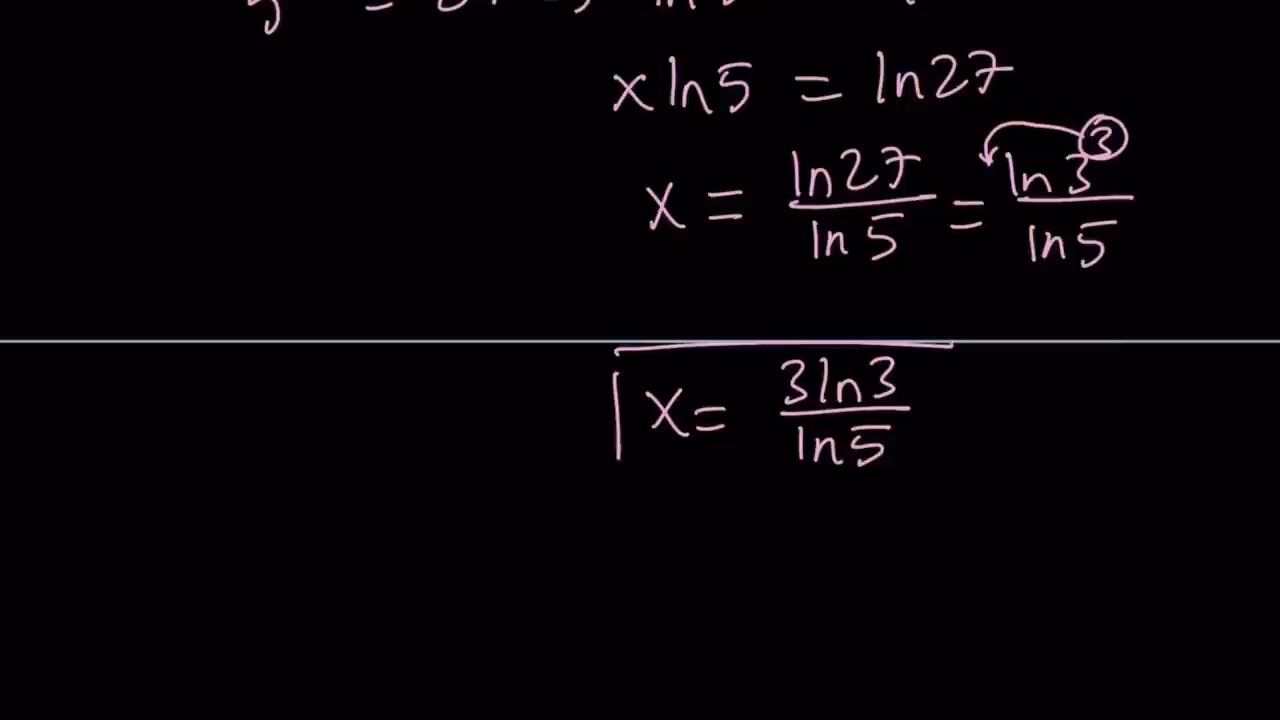 x ln5 = ln27
x = ln27/ln5 = ln3^3/ln5
x = 3ln3/ln5